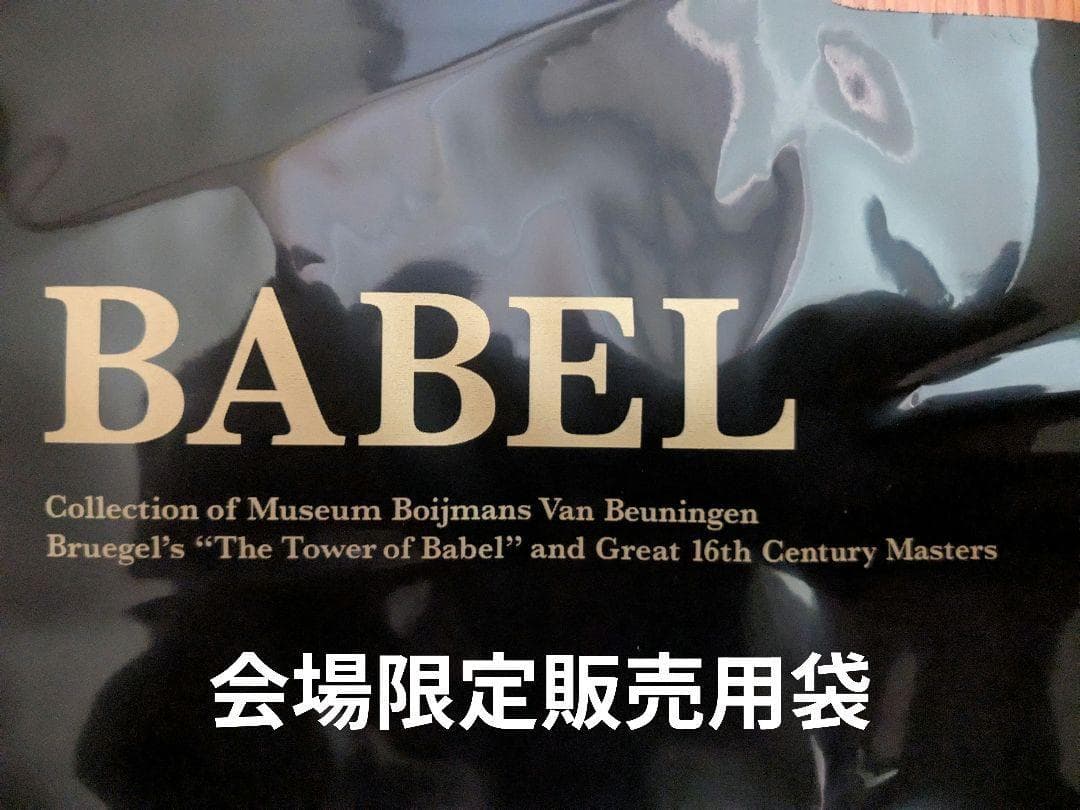 BABEL
Collection of Museum Boijmans Van Beuningen
Bruegel’s “The Tower of Babel” and Great 16th Century Masters
会場限定販売用袋